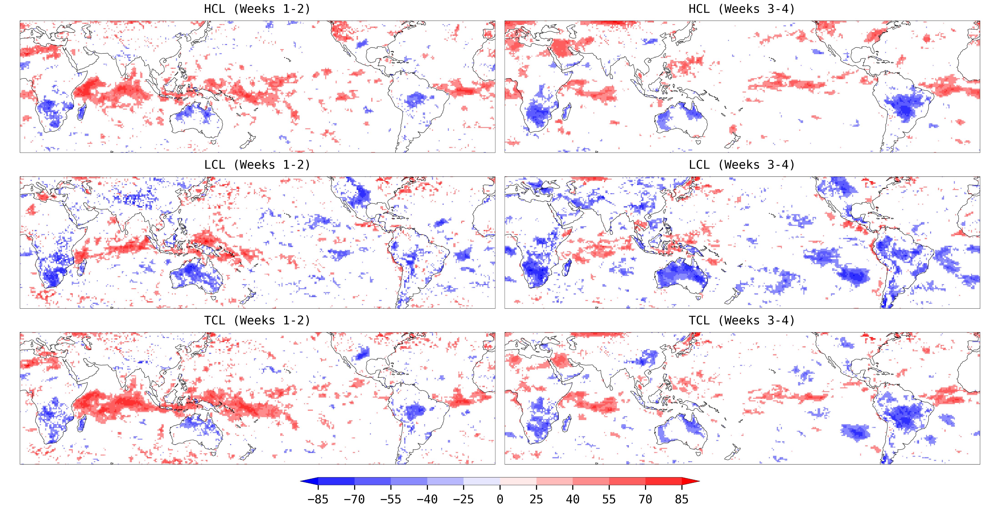 HCL (Weeks 1-2)
HCL (Weeks 3-4)
LCL (Weeks 1-2)
LCL (Weeks 3-4)
TCL (Weeks 1-2)
TCL (Weeks 3-4)
−85 −70 −55 −40 −25 0 25 40 55 70 85